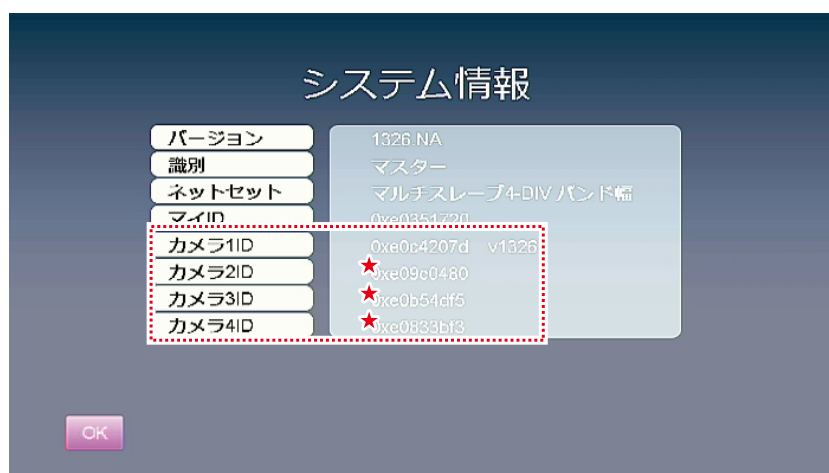 システム情報
バージョン 1326.NA
識別 マスター
ネットセット マルチスレーブ4-DIV バンド幅
マイID 0xe0351720
カメラ1ID 0xe0c4207d v1326
カメラ2ID ★0xe09c0480
カメラ3ID ★0xe0b54df5
カメラ4ID ★0xe0833bf3
OK